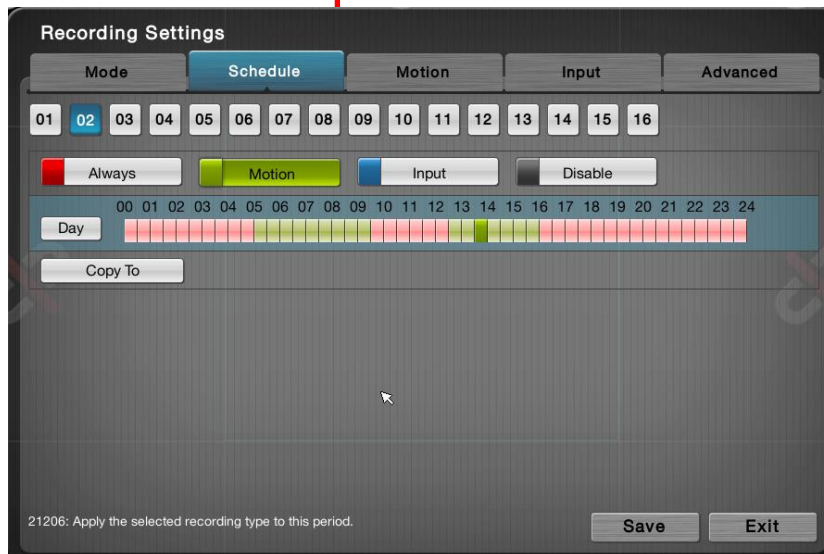 Recording Settings
Mode Schedule Motion Input Advanced
01 02 03 04 05 06 07 08 09 10 11 12 13 14 15 16
Always Motion Input Disable
00 01 02 03 04 05 06 07 08 09 10 11 12 13 14 15 16 17 18 19 20 21 22 23 24
Day
Copy To
21206: Apply the selected recording type to this period.
Save Exit